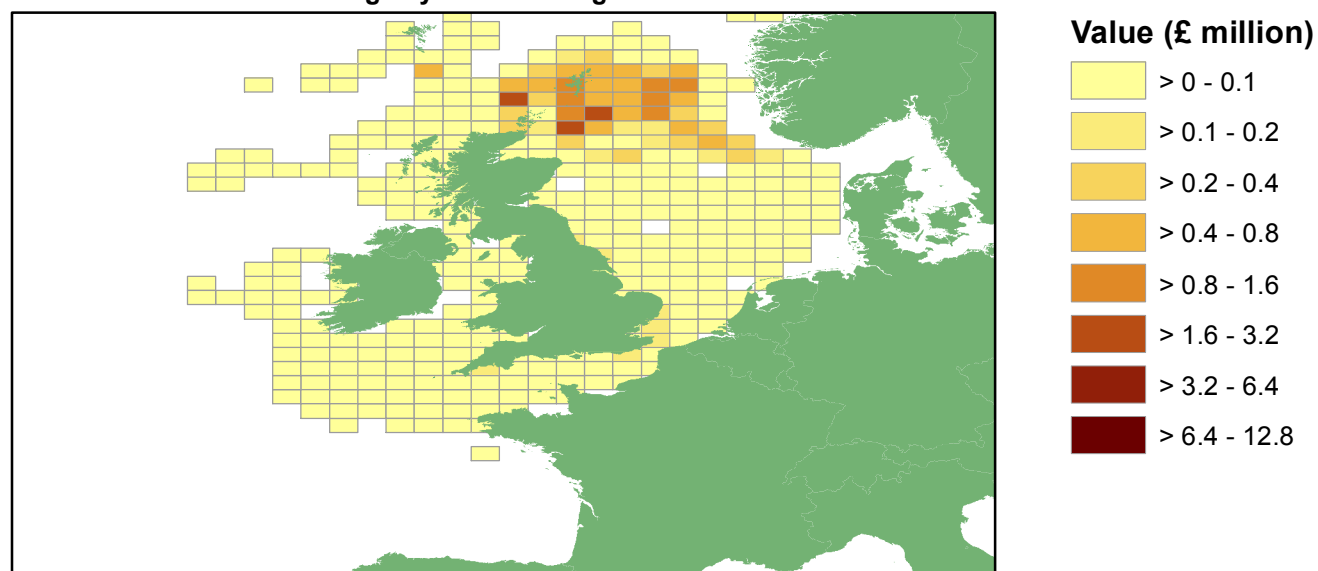 Value (£ million)
> 0 - 0.1
> 0.1 - 0.2
> 0.2 - 0.4
> 0.4 - 0.8
> 0.8 - 1.6
> 1.6 - 3.2
> 3.2 - 6.4
> 6.4 - 12.8